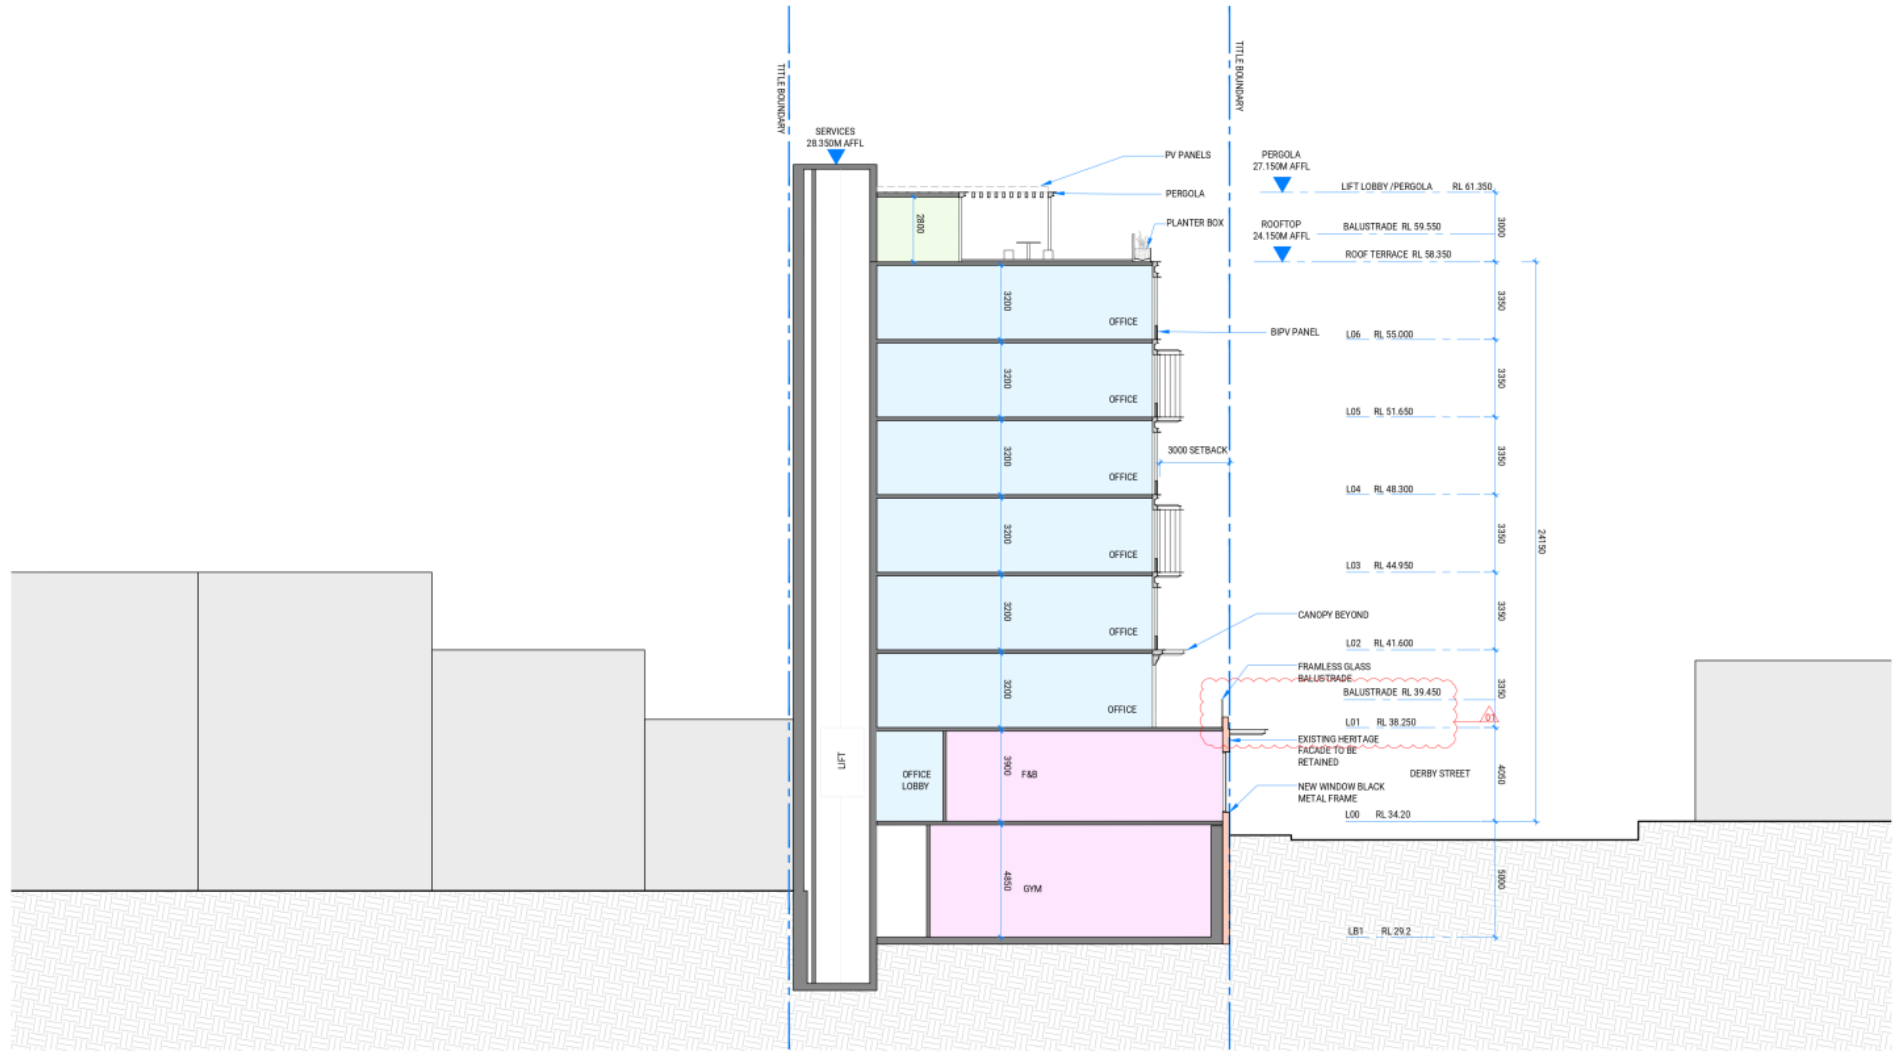 TITLE BOUNDARY
TITLE BOUNDARY
SERVICES
28.350M AFFL
PV PANELS
PERGOLA
PLANTER BOX
PERGOLA
27.150M AFFL
LIFT LOBBY /PERGOLA RL 61.350
ROOFTOP
24.150M AFFL
BALUSTRADE RL 59.550
ROOF TERRACE RL 58.350
2800
3000
3200
OFFICE
3350
BIPV PANEL
L06 RL 55.000
3200
OFFICE
3350
L05 RL 51.650
3200
OFFICE
3000 SETBACK
3350
L04 RL 48.300
3200
OFFICE
3350
24150
L03 RL 44.950
3200
OFFICE
3350
CANOPY BEYOND
L02 RL 41.600
3200
OFFICE
3350
FRAMLESS GLASS
BALUSTRADE
BALUSTRADE RL 39.450
L01 RL 38.250
01
EXISTING HERITAGE
FACADE TO BE
RETAINED
LIFT
OFFICE
LOBBY
3900
F&B
DERBY STREET
4050
NEW WINDOW BLACK
METAL FRAME
L00 RL 34.20
4850
GYM
5000
LB1 RL 29.2